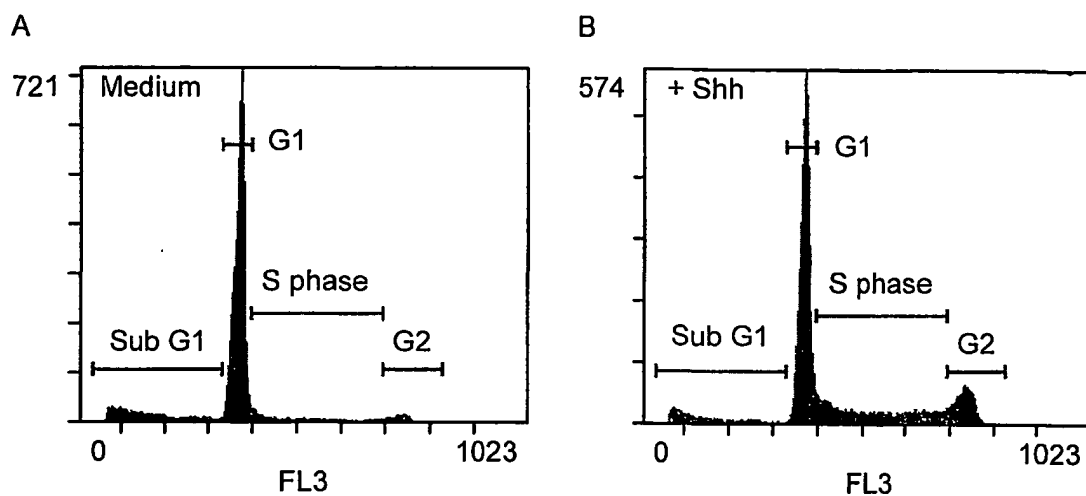 A
721
Medium
G1
S phase
Sub G1
G2
0
1023
FL3
B
574
+ Shh
G1
S phase
Sub G1
G2
0
1023
FL3